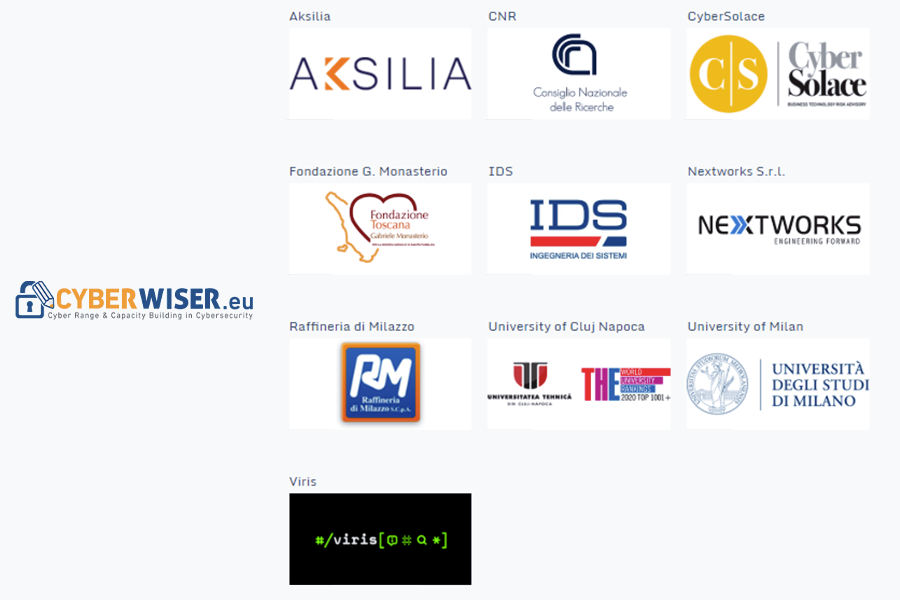 CYBERWISER.eu
Cyber Range & Capacity Building in Cybersecurity
Aksilia
AKSILIA
CNR
Consiglio Nazionale
delle Ricerche
CyberSolace
C S
Cyber
Solace
BUSINESS TECHNOLOGY RISK ADVISORY
Fondazione G. Monasterio
Fondazione
Toscana
Gabriele Monasterio
IDS
IDS
INGEGNERIA DEI SISTEMI
Nextworks S.r.l.
NEXTWORKS
ENGINEERING FORWARD
Raffineria di Milazzo
RM
Raffineria
di Milazzo S.C.p.A.
University of Cluj Napoca
UNIVERSITATEA TEHNICĂ
DIN CLUJ-NAPOCA
THE
WORLD
UNIVERSITY
RANKINGS
2020 TOP 1001+
University of Milan
UNIVERSITÀ
DEGLI STUDI
DI MILANO
Viris
#/viris[ # *]